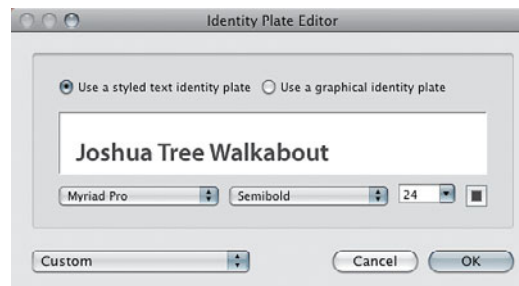 Identity Plate Editor
Use a styled text identity plate Use a graphical identity plate
Joshua Tree Walkabout
Myriad Pro Semibold 24
Custom Cancel OK